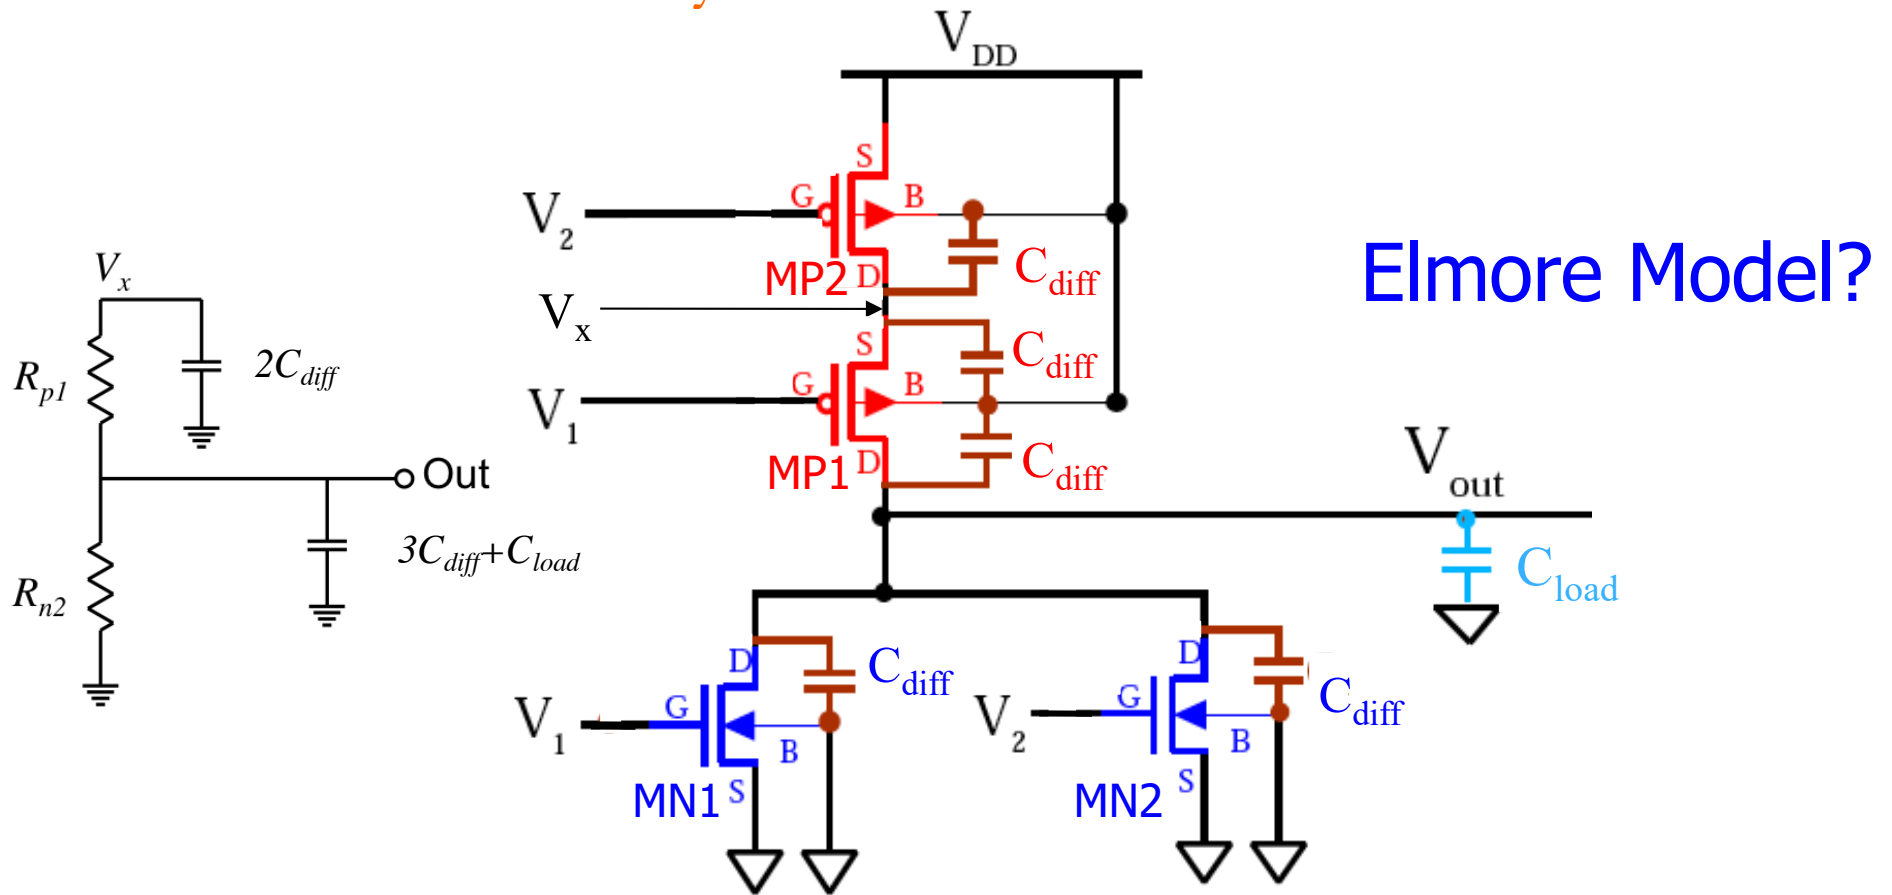 y
V_DD
S
G
B
V_2
MP2
D
C_diff
Elmore Model?
V_x
V_x
S
C_diff
R_p1
2C_diff
G
B
V_1
MP1
D
C_diff
V_out
Out
3C_diff+C_load
C_load
R_n2
D
C_diff
D
G
C_diff
V_1
G
V_2
B
B
MN1
S
MN2
S